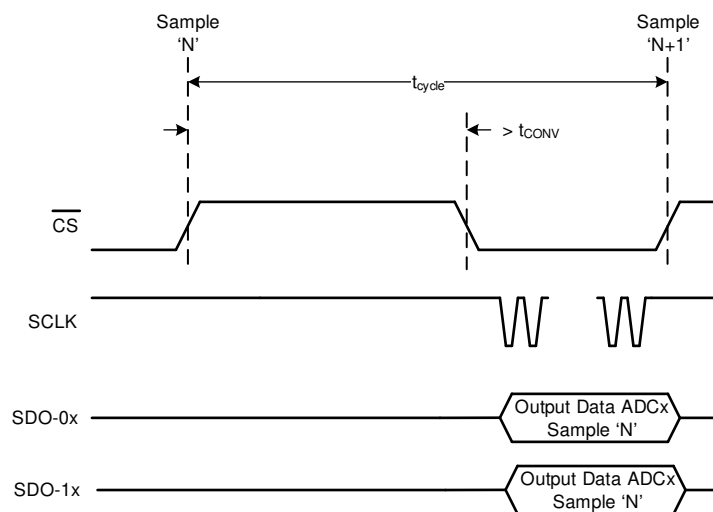 Sample
‘N’
Sample
‘N+1’
tcycle
> tCONV
CS
SCLK
SDO-0x
Output Data ADCx
Sample ‘N’
SDO-1x
Output Data ADCx
Sample ‘N’